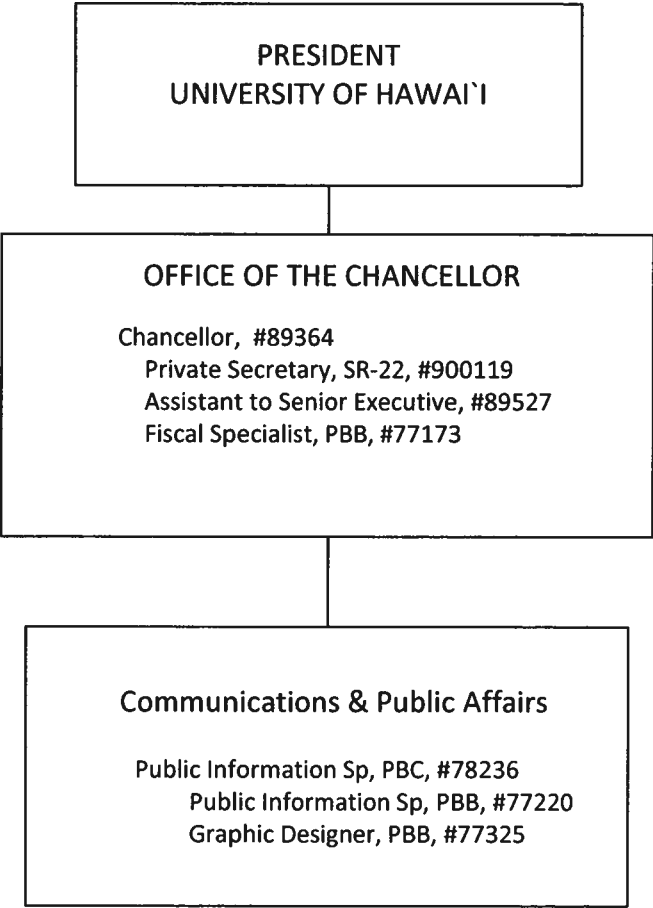 PRESIDENT
UNIVERSITY OF HAWAI`I
OFFICE OF THE CHANCELLOR
Chancellor, #89364
Private Secretary, SR-22, #900119
Assistant to Senior Executive, #89527
Fiscal Specialist, PBB, #77173
Communications & Public Affairs
Public Information Sp, PBC, #78236
Public Information Sp, PBB, #77220
Graphic Designer, PBB, #77325